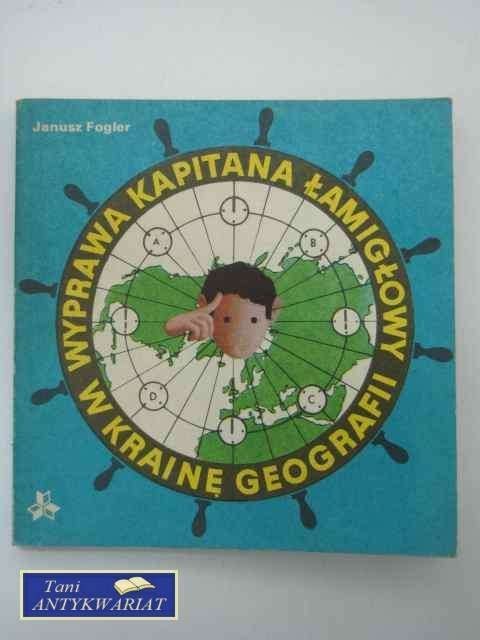 Janusz Fogler
WYPRAWA KAPITANA ŁAMIGŁOWY
W KRAINĘ GEOGRAFII
A
B
D
C
Tani
ANTYKWARIAT